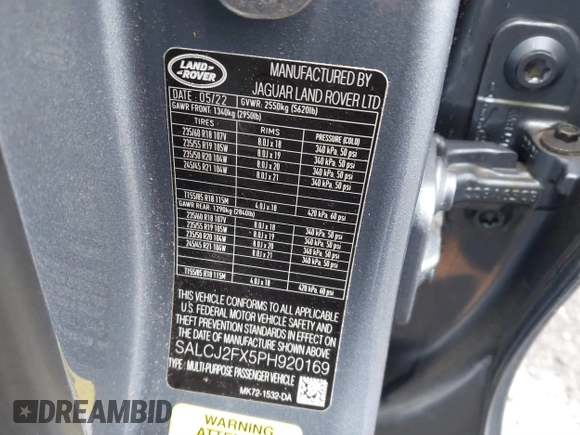 LAND ROVER
MANUFACTURED BY
JAGUAR LAND ROVER LTD
DATE 05/22 GVWR: 2550kg (5620lb)
GAWR FRONT: 1340kg (2950lb)
TIRES RIMS PRESSURE (COLD)
235/60 R18 107V 8.0J x 18 340 kPa, 50 psi
235/55 R19 105W 8.0J x 19 340 kPa, 50 psi
235/50 R20 104W 8.0J x 20 340 kPa, 50 psi
245/45 R21 104W 8.0J x 21 340 kPa, 50 psi
T155/85 R18 115M 4.0J x 18 420 kPa, 60 psi
GAWR REAR: 1290kg (2840lb)
235/60 R18 107V 8.0J x 18 340 kPa, 50 psi
235/55 R19 105W 8.0J x 19 340 kPa, 50 psi
235/50 R20 104W 8.0J x 20 340 kPa, 50 psi
245/45 R21 104W 8.0J x 21 340 kPa, 50 psi
T155/85 R18 115M 4.0J x 18 420 kPa, 60 psi
THIS VEHICLE CONFORMS TO ALL APPLICABLE
U.S. FEDERAL MOTOR VEHICLE SAFETY AND
THEFT PREVENTION STANDARDS IN EFFECT ON
THE DATE OF MANUFACTURE SHOWN ABOVE
SALCJ2FX5PH920169
TYPE: MULTI-PURPOSE PASSENGER VEHICLE
MK72-1532-DA
WARNING
DREAMBID